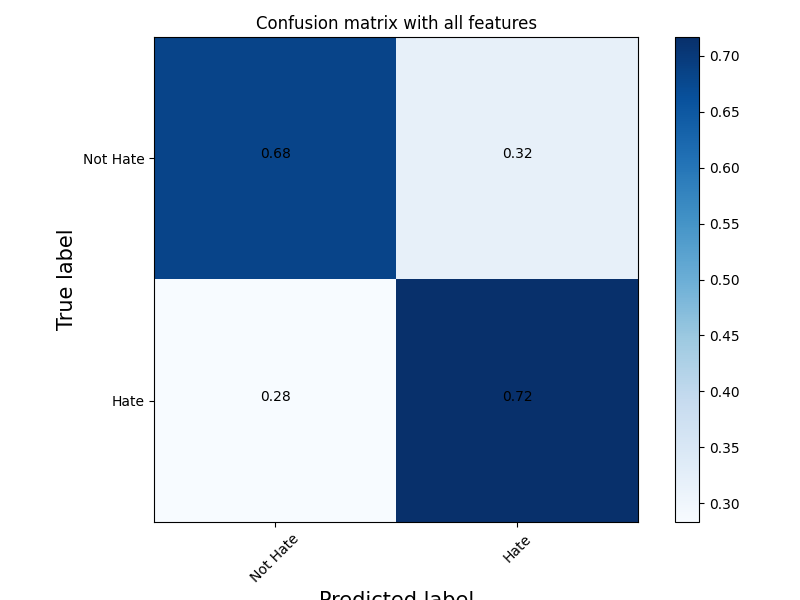 Confusion matrix with all features
True label
Not Hate
Hate
0.68
0.32
0.28
0.72
Not Hate
Hate
Predicted label
0.70
0.65
0.60
0.55
0.50
0.45
0.40
0.35
0.30